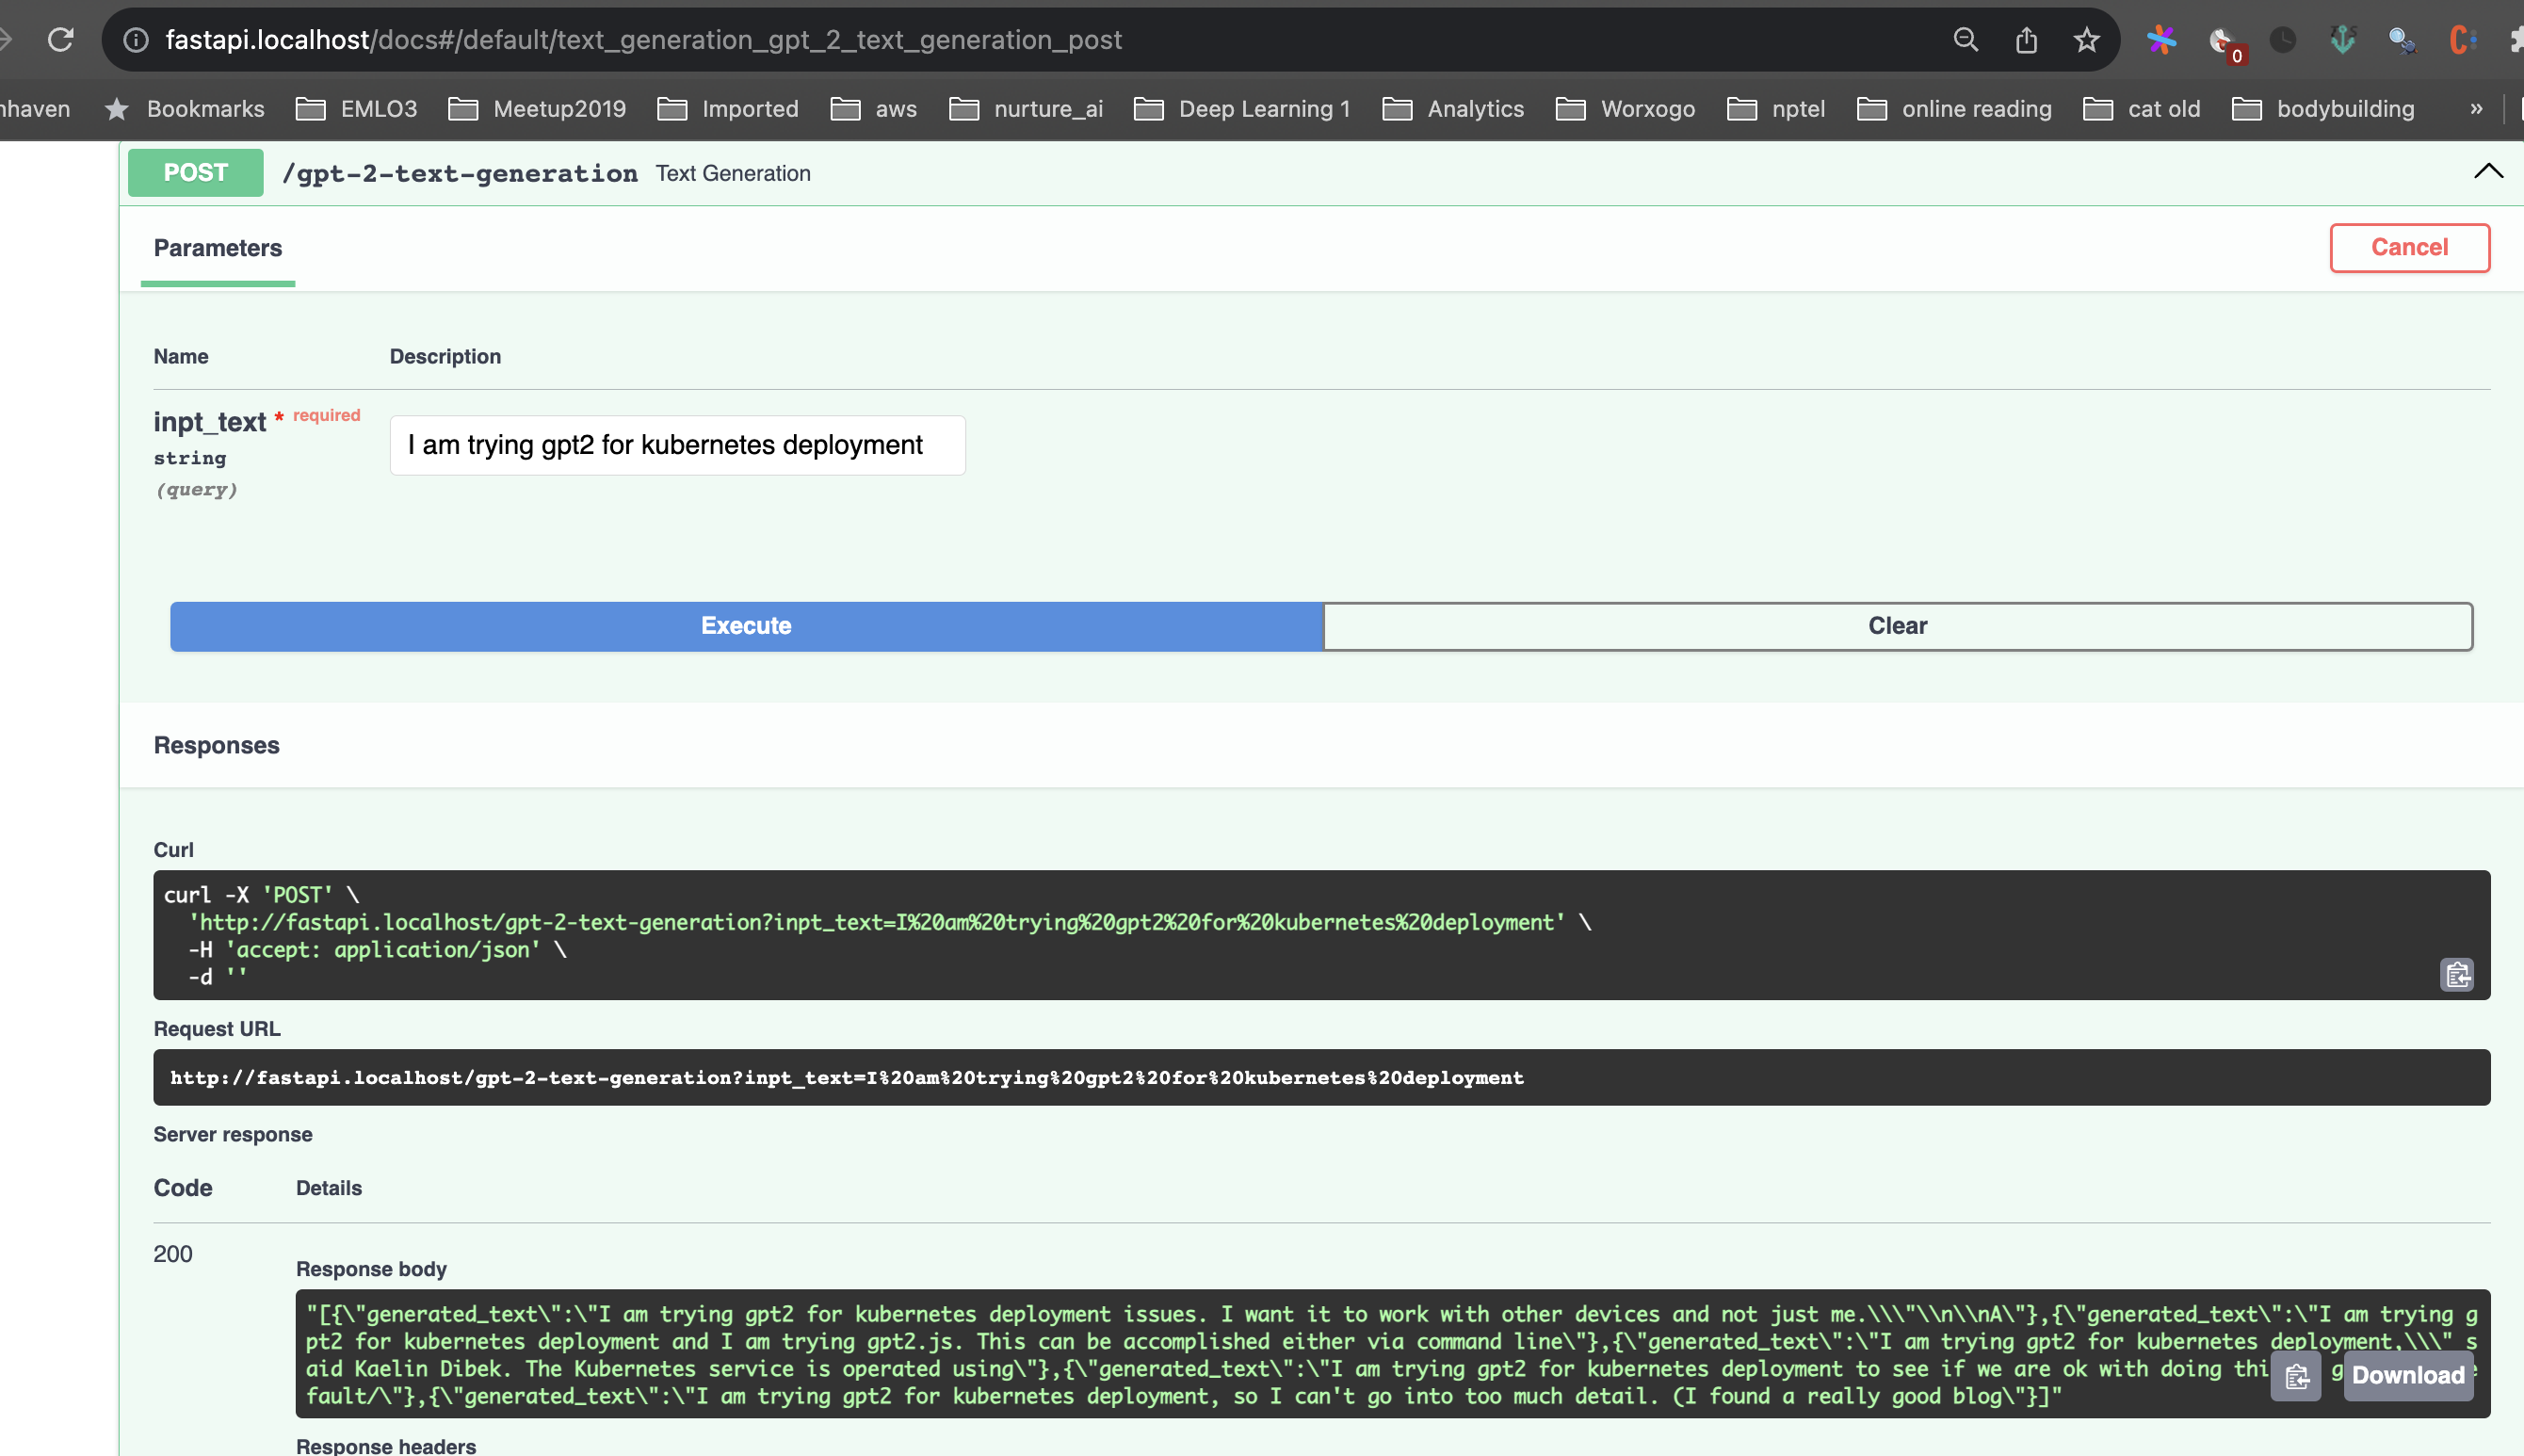 fastapi.localhost/docs#/default/text_generation_gpt_2_text_generation_post
0
nhaven Bookmarks EMLO3 Meetup2019 Imported aws nurture_ai Deep Learning 1 Analytics Worxogo nptel online reading cat old bodybuilding »
POST /gpt-2-text-generation Text Generation
Parameters
Cancel
Name Description
inpt_text * required
I am trying gpt2 for kubernetes deployment
string
(query)
Execute Clear
Responses
Curl
curl -X 'POST' \
'http://fastapi.localhost/gpt-2-text-generation?inpt_text=I%20am%20trying%20gpt2%20for%20kubernetes%20deployment' \
-H 'accept: application/json' \
-d ''
Request URL
http://fastapi.localhost/gpt-2-text-generation?inpt_text=I%20am%20trying%20gpt2%20for%20kubernetes%20deployment
Server response
Code Details
200
Response body
"[{\"generated_text\":\"I am trying gpt2 for kubernetes deployment issues. I want it to work with other devices and not just me.\\\"\\n\\nA\"},{\"generated_text\":\"I am trying g
pt2 for kubernetes deployment and I am trying gpt2.js. This can be accomplished either via command line\"},{\"generated_text\":\"I am trying gpt2 for kubernetes deployment,\\\" s
aid Kaelin Dibek. The Kubernetes service is operated using\"},{\"generated_text\":\"I am trying gpt2 for kubernetes deployment to see if we are ok with doing thi
Download
fault/\"},{\"generated_text\":\"I am trying gpt2 for kubernetes deployment, so I can't go into too much detail. (I found a really good blog\"}]"
Response headers